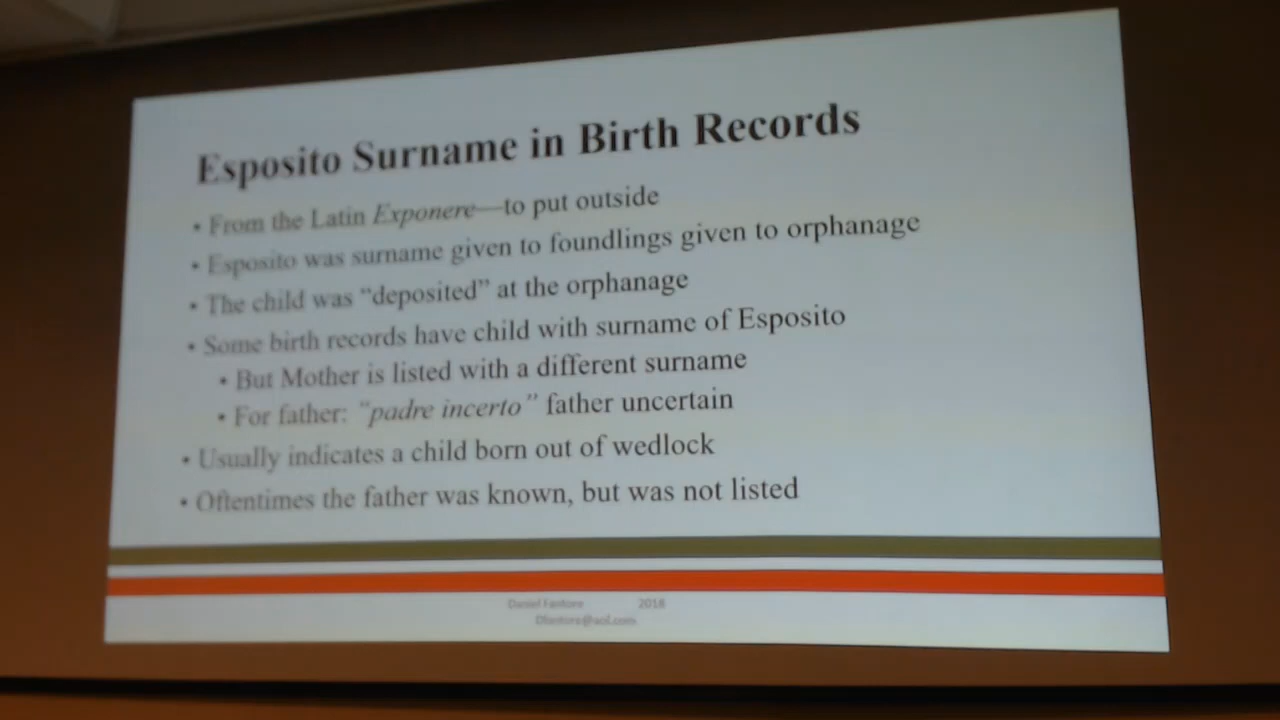 Esposito Surname in Birth Records
• From the Latin Exponere—to put outside
• Esposito was surname given to foundlings given to orphanage
• The child was “deposited” at the orphanage
• Some birth records have child with surname of Esposito
• But Mother is listed with a different surname
• For father: “padre incerto” father uncertain
• Usually indicates a child born out of wedlock
• Oftentimes the father was known, but was not listed
Daniel 2018